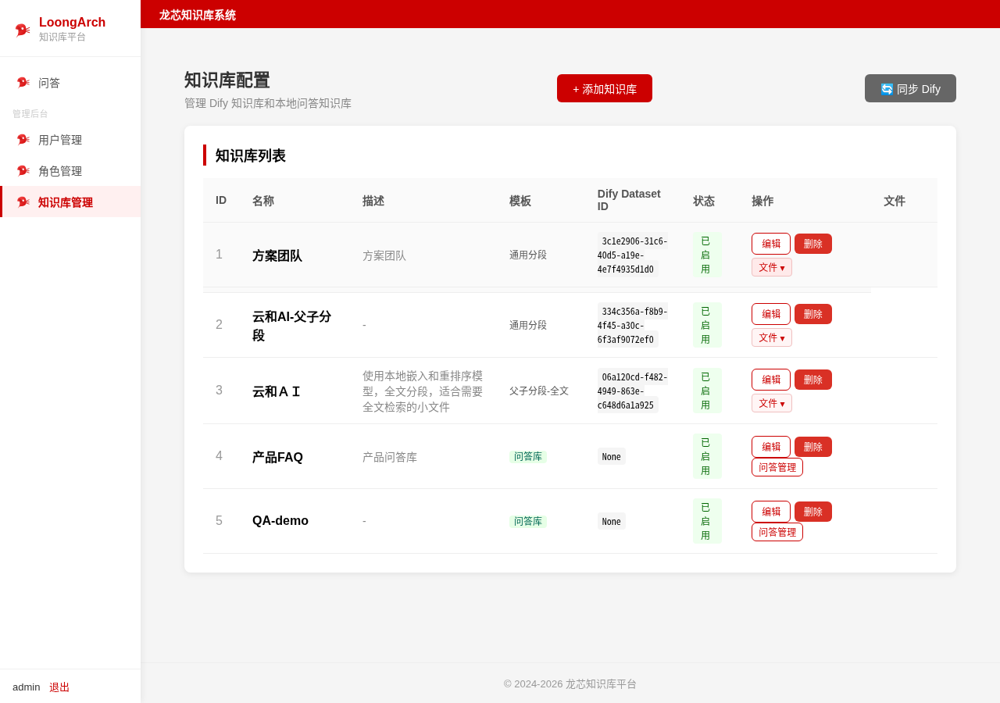 LoongArch
知识库平台
龙芯知识库系统
问答
管理后台
用户管理
角色管理
知识库管理
admin 退出
知识库配置
管理 Dify 知识库和本地问答知识库
+ 添加知识库
🔄 同步 Dify
知识库列表
ID 名称 描述 模板 Dify Dataset ID 状态 操作 文件
1 方案团队 方案团队 通用分段 3c1e2906-31c6-40d5-a19e-4e7f4935d1d0 已启用 编辑 删除 文件 ▾
2 云和AI-父子分段 - 通用分段 334c356a-f8b9-4f45-a30c-6f3af9072ef0 已启用 编辑 删除 文件 ▾
3 云和ＡＩ 使用本地嵌入和重排序模型，全文分段，适合需要全文检索的小文件 父子分段-全文 06a120cd-f482-4949-863e-c648d6a1a925 已启用 编辑 删除 文件 ▾
4 产品FAQ 产品问答库 问答库 None 已启用 编辑 删除 问答管理
5 QA-demo - 问答库 None 已启用 编辑 删除 问答管理
© 2024-2026 龙芯知识库平台